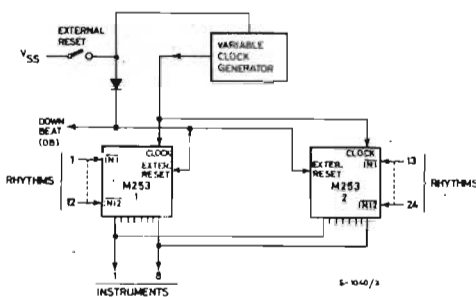 EXTERNAL
RESET
VSS
VARIABLE
CLOCK
GENERATOR
DOWN
BEAT
(DB)
RHYTHMS
1
12
IN1
IN12
CLOCK
EXTER.
RESET
M253
1
CLOCK
IN1
EXTER.
RESET
M253
2
IN12
13
24
RHYTHMS
1
8
INSTRUMENTS
S-1040/3